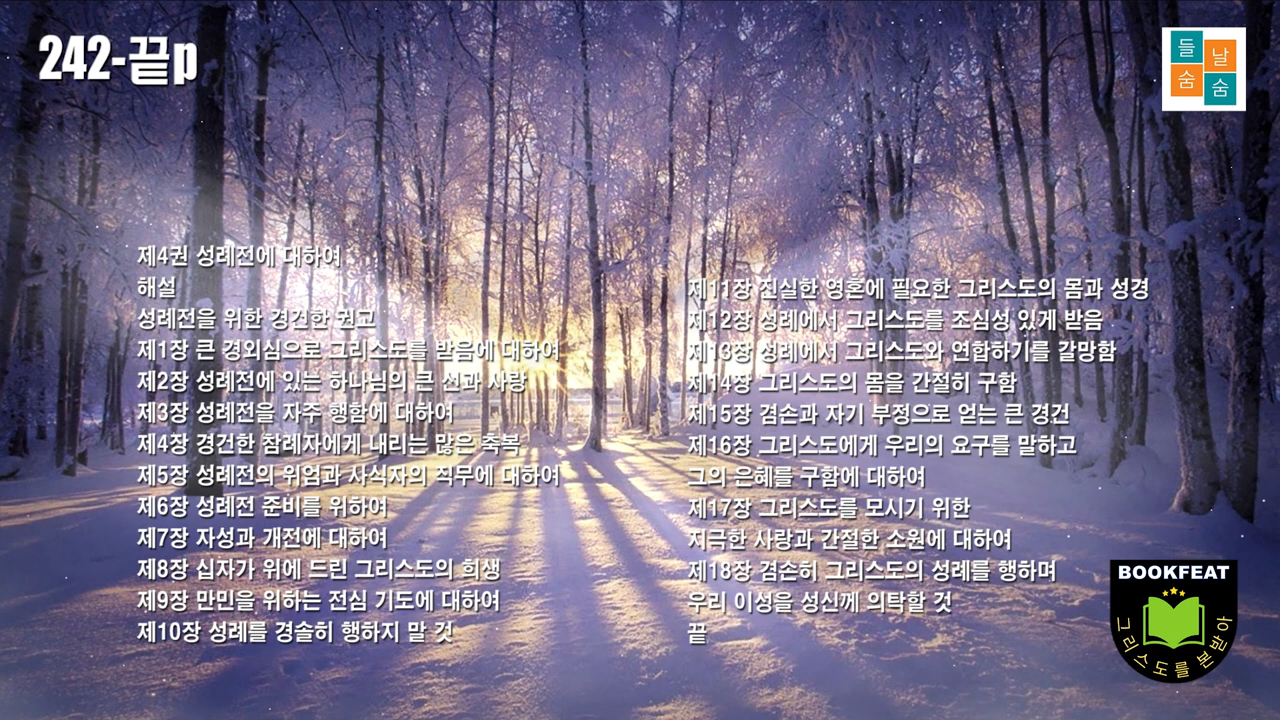 242-끝p
들
날
숨
숨
제4권 성례전에 대하여
해설
성례전을 위한 경건한 권고
제1장 큰 경외심으로 그리스도를 받음에 대하여
제2장 성례전에 있는 하나님의 큰 선과 사랑
제3장 성례전을 자주 행함에 대하여
제4장 경건한 참례자에게 내리는 많은 축복
제5장 성례전의 위엄과 사식자의 직무에 대하여
제6장 성례전 준비를 위하여
제7장 자성과 개전에 대하여
제8장 십자가 위에 드린 그리스도의 희생
제9장 만민을 위하는 전심 기도에 대하여
제10장 성례를 경솔히 행하지 말 것
제11장 진실한 영혼에 필요한 그리스도의 몸과 성경
제12장 성례에서 그리스도를 조심성 있게 받음
제13장 성례에서 그리스도와 연합하기를 갈망함
제14장 그리스도의 몸을 간절히 구함
제15장 겸손과 자기 부정으로 얻는 큰 경건
제16장 그리스도에게 우리의 요구를 말하고
그의 은혜를 구함에 대하여
제17장 그리스도를 모시기 위한
지극한 사랑과 간절한 소원에 대하여
제18장 겸손히 그리스도의 성례를 행하며
우리 이성을 성신께 의탁할 것
끝
BOOKFEAT
그리스도를 본받아